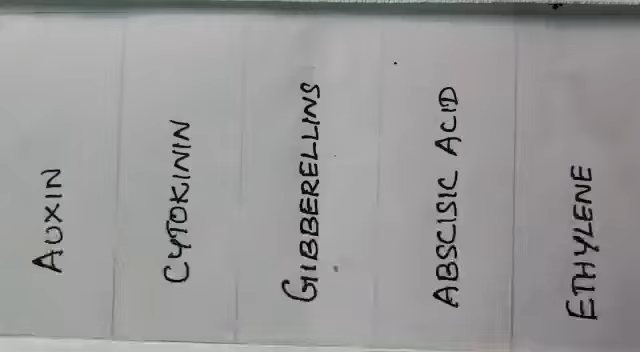 AUXIN
CYTOKININ
GIBBERELLINS
ABSCISIC ACID
ETHYLENE